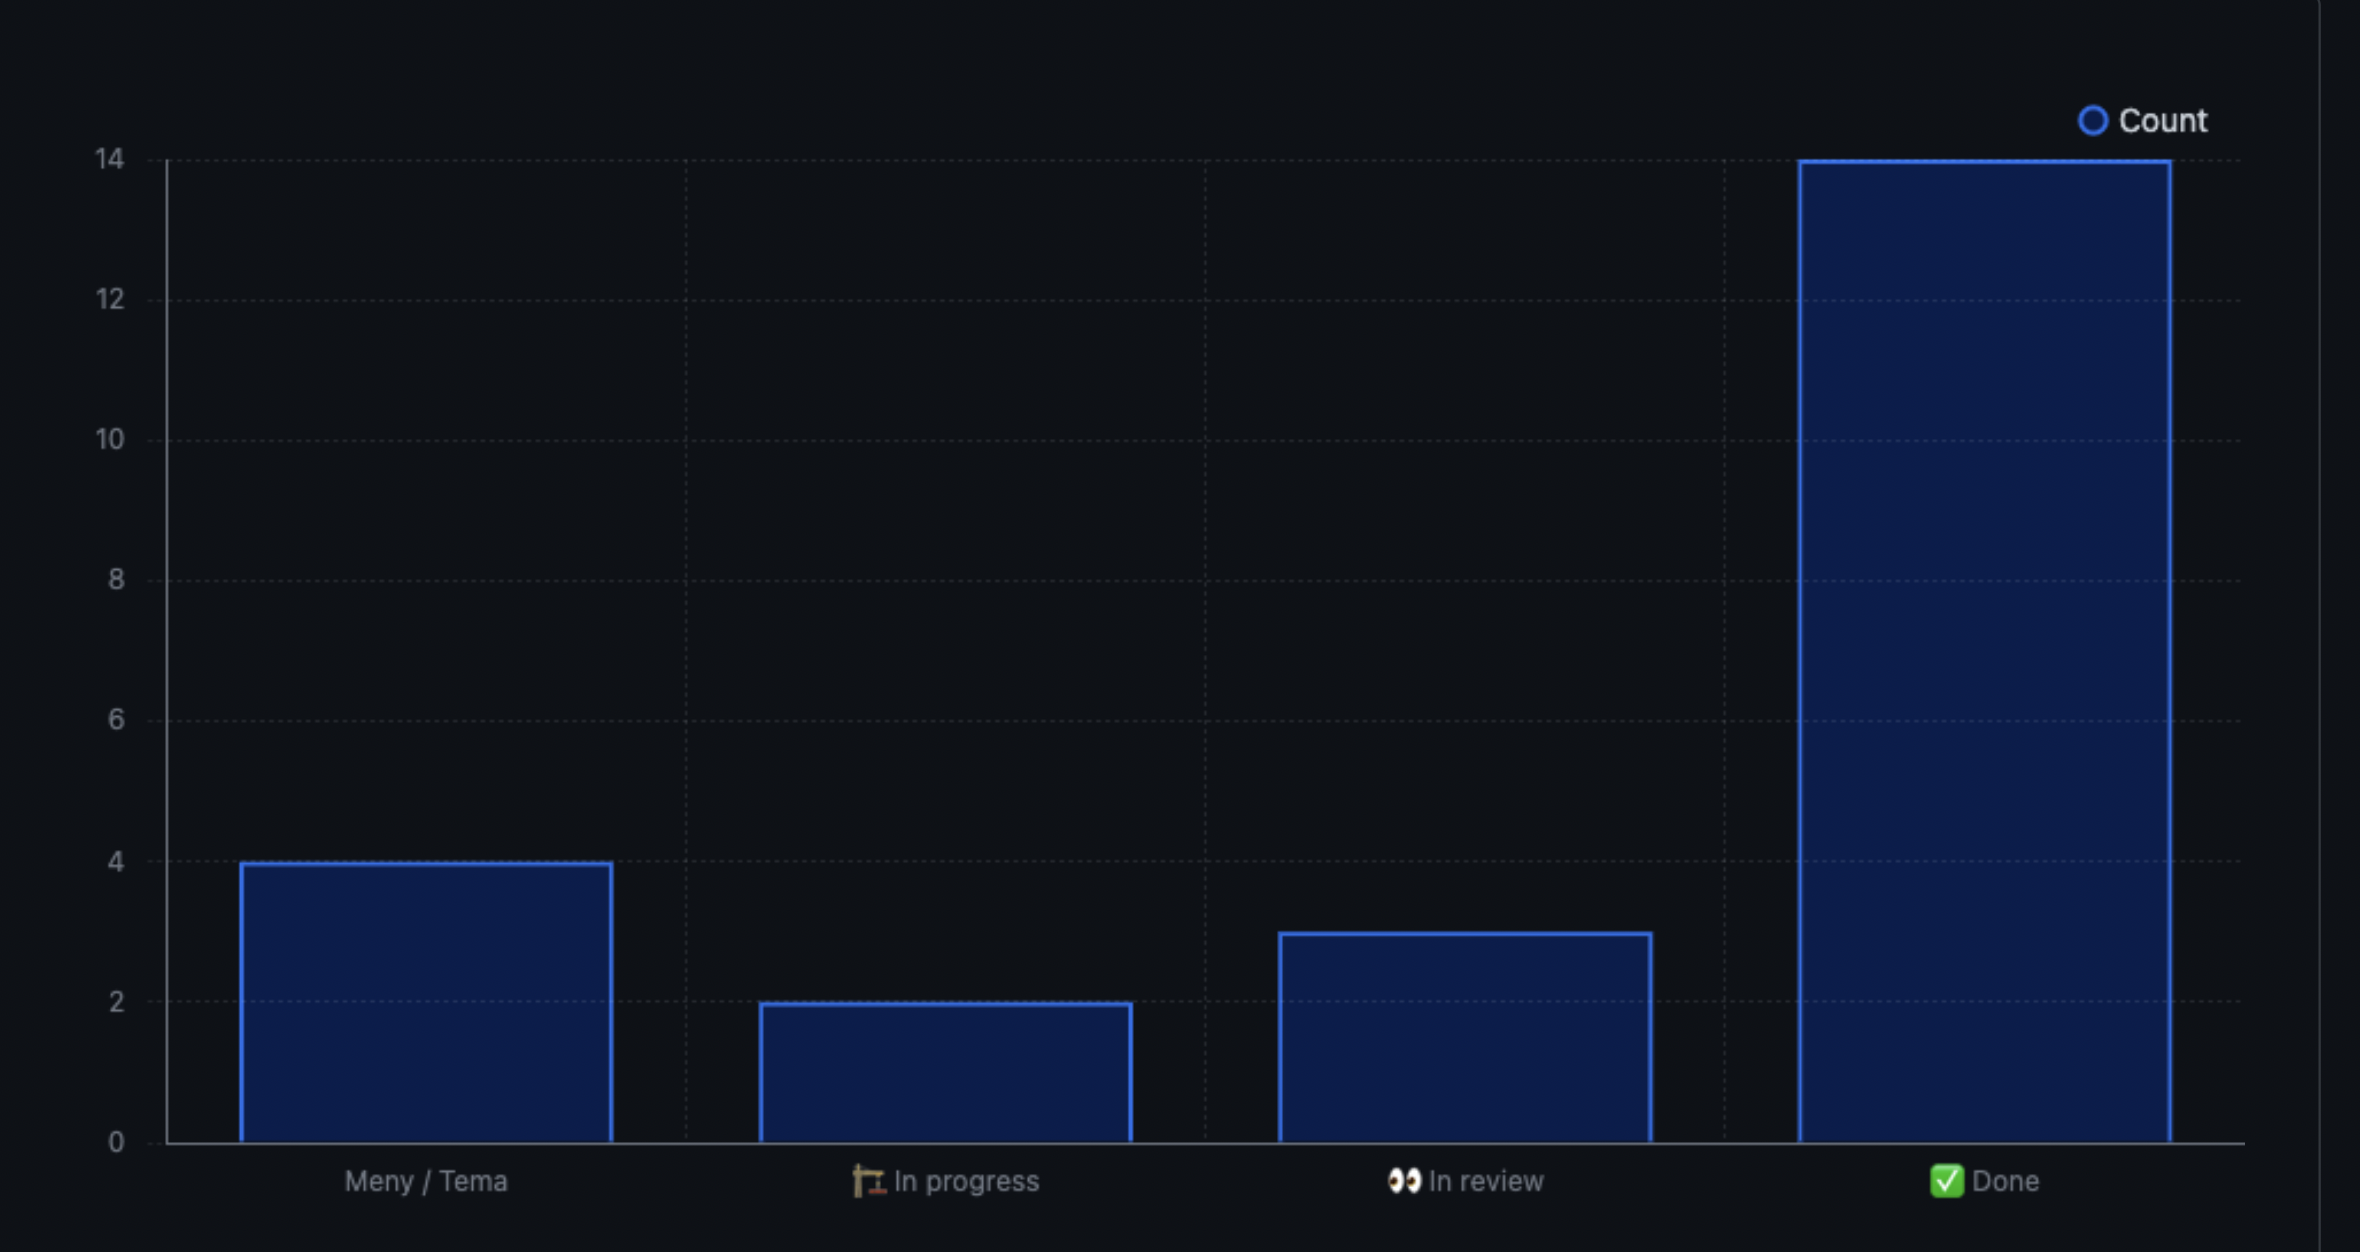 Count
14
12
10
8
6
4
2
0
Meny / Tema
🏗️ In progress
👀 In review
✅ Done